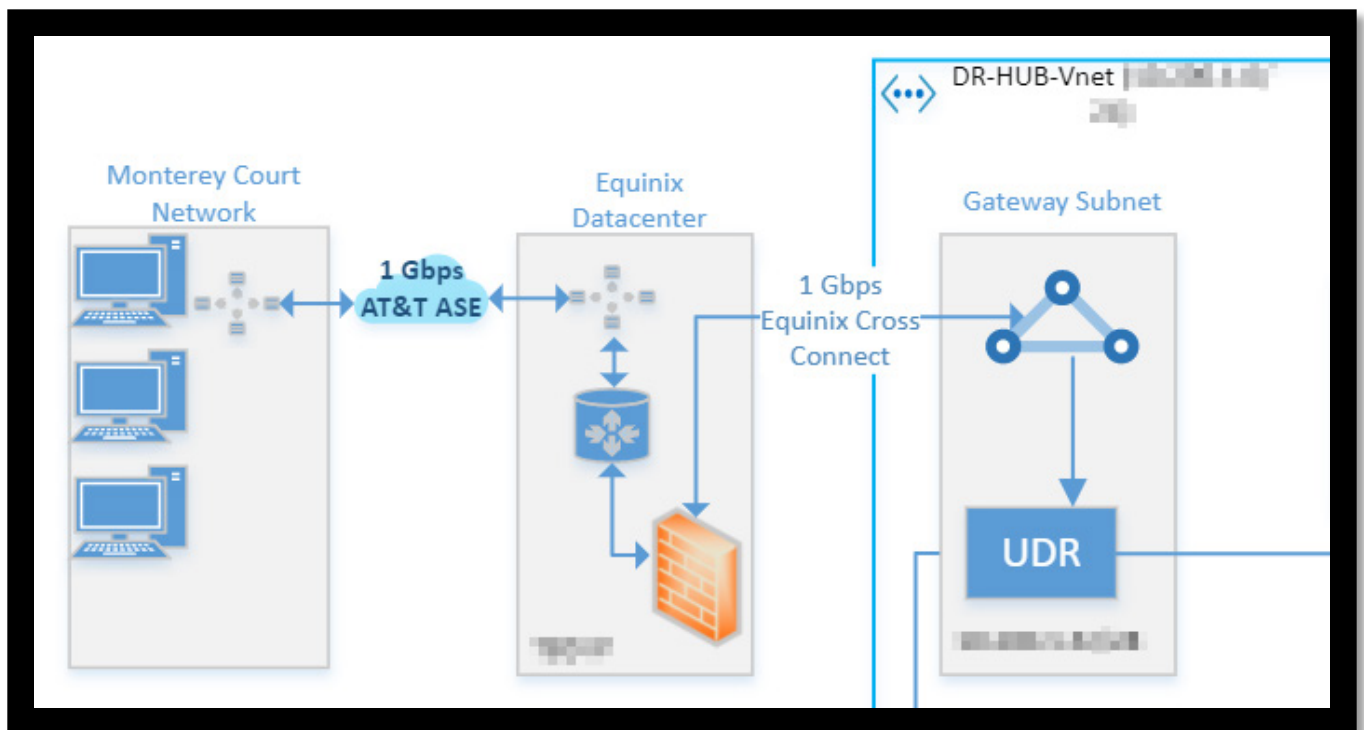 DR-HUB-Vnet
Monterey Court
Network
Equinix
Datacenter
Gateway Subnet
1 Gbps
AT&T ASE
1 Gbps
Equinix Cross
Connect
UDR